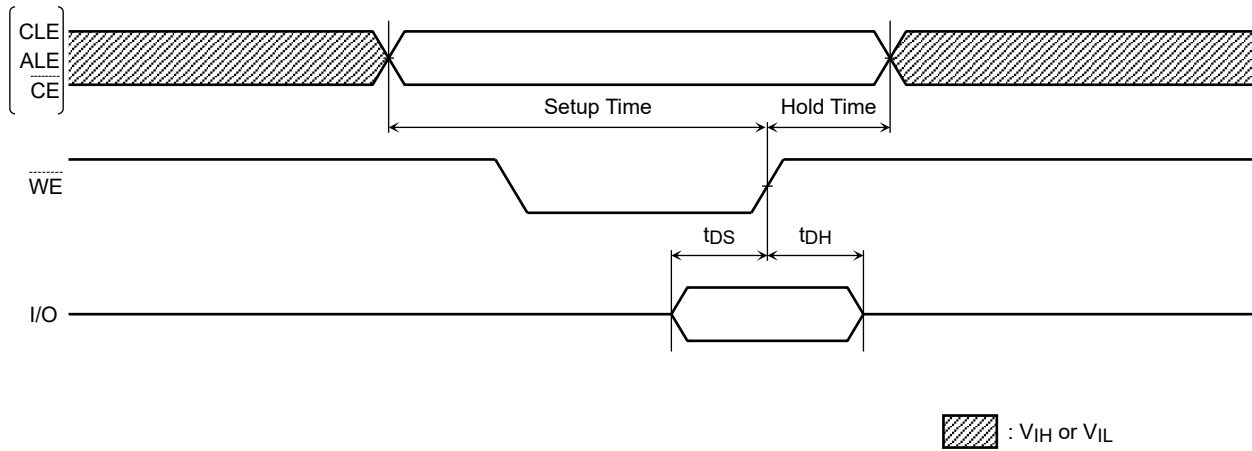 CLE
ALE
CE
Setup Time Hold Time
WE
tDS tDH
I/O
: VIH or VIL